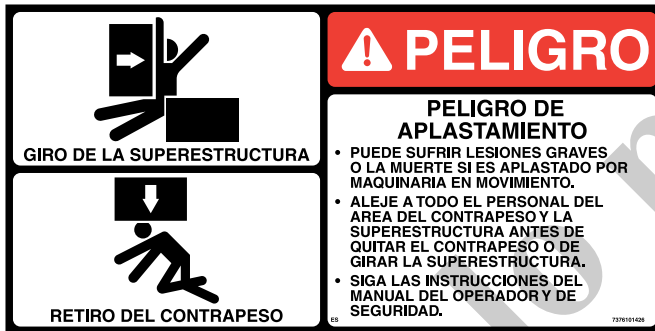 GIRO DE LA SUPERESTRUCTURA
RETIRO DEL CONTRAPESO
PELIGRO
PELIGRO DE
APLASTAMIENTO
• PUEDE SUFRIR LESIONES GRAVES
O LA MUERTE SI ES APLASTADO POR
MAQUINARIA EN MOVIMIENTO.
• ALEJE A TODO EL PERSONAL DEL
AREA DEL CONTRAPESO Y LA
SUPERESTRUCTURA ANTES DE
QUITAR EL CONTRAPESO O DE
GIRAR LA SUPERESTRUCTURA.
• SIGA LAS INSTRUCCIONES DEL
MANUAL DEL OPERADOR Y DE
SEGURIDAD.
ES
7376101426